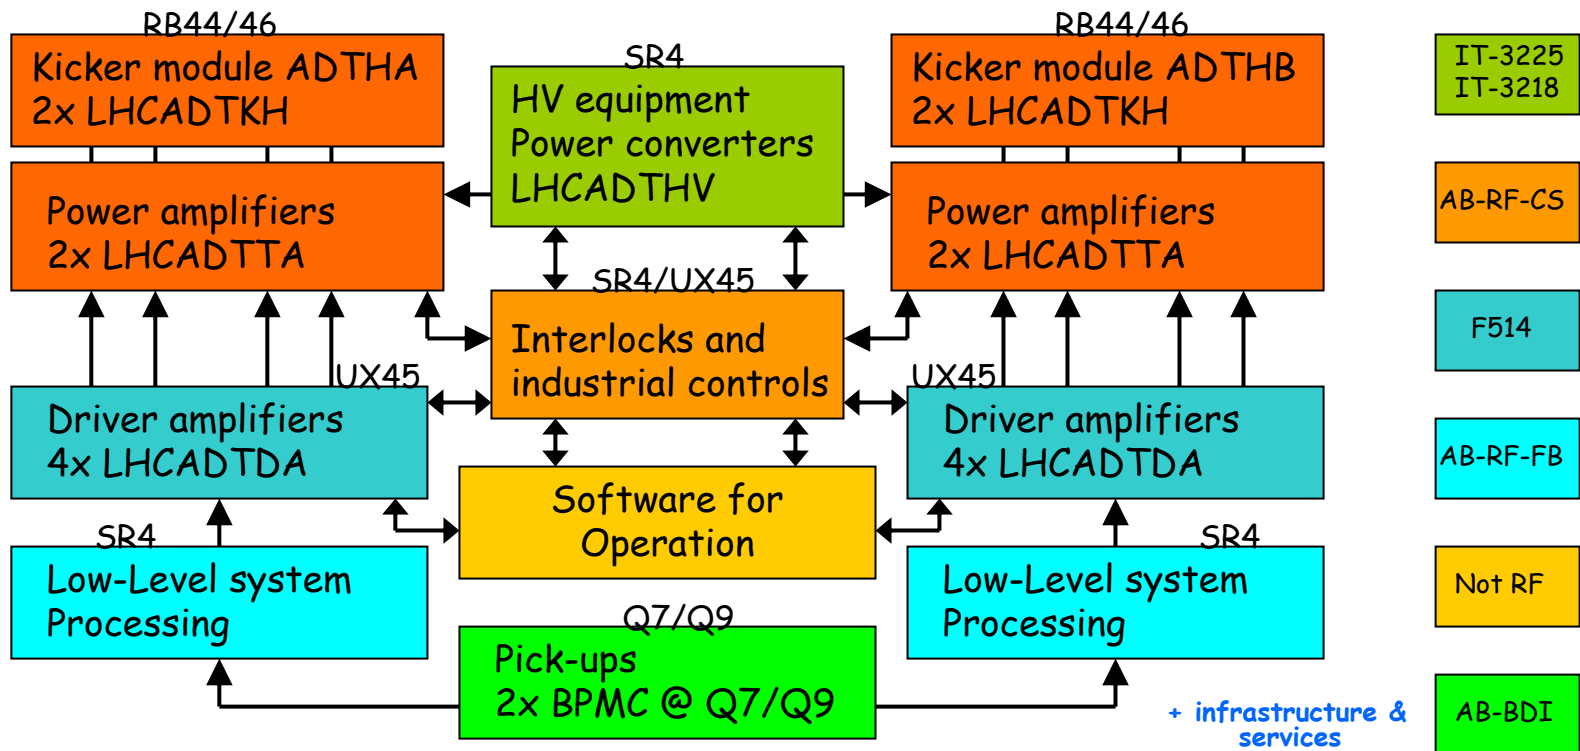 RB44/46
Kicker module ADTHA
2x LHCADTKH
SR4
HV equipment
Power converters
LHCADTHV
RB44/46
Kicker module ADTHB
2x LHCADTKH
IT-3225
IT-3218
Power amplifiers
2x LHCADTTA
Power amplifiers
2x LHCADTTA
AB-RF-CS
SR4/UX45
Interlocks and
industrial controls
F514
UX45
Driver amplifiers
4x LHCADTDA
UX45
Driver amplifiers
4x LHCADTDA
AB-RF-FB
Software for
Operation
SR4
Low-Level system
Processing
SR4
Low-Level system
Processing
Not RF
Q7/Q9
Pick-ups
2x BPMC @ Q7/Q9
+ infrastructure &
services
AB-BDI